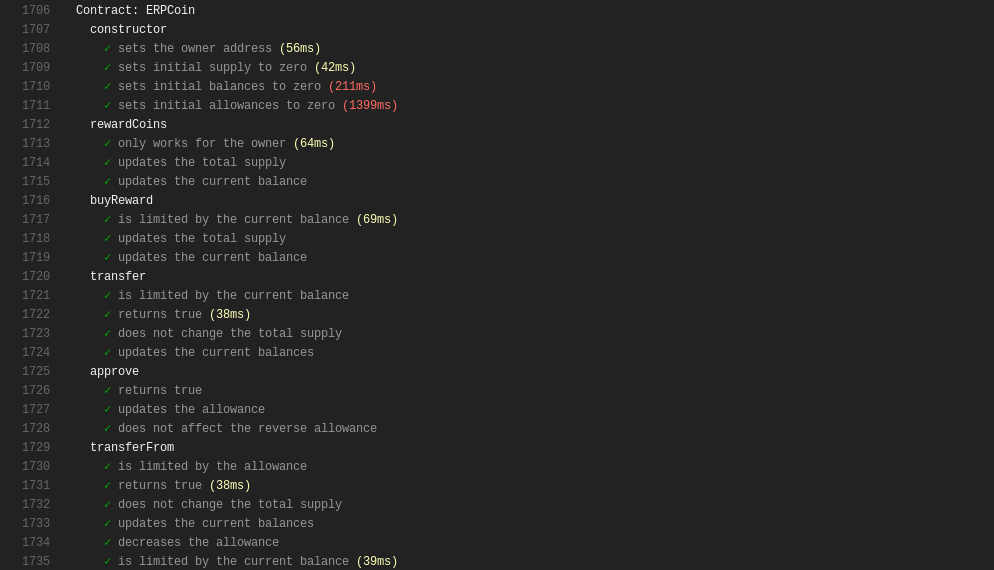 1706 Contract: ERPCoin
1707 constructor
1708 ✓ sets the owner address (56ms)
1709 ✓ sets initial supply to zero (42ms)
1710 ✓ sets initial balances to zero (211ms)
1711 ✓ sets initial allowances to zero (1399ms)
1712 rewardCoins
1713 ✓ only works for the owner (64ms)
1714 ✓ updates the total supply
1715 ✓ updates the current balance
1716 buyReward
1717 ✓ is limited by the current balance (69ms)
1718 ✓ updates the total supply
1719 ✓ updates the current balance
1720 transfer
1721 ✓ is limited by the current balance
1722 ✓ returns true (38ms)
1723 ✓ does not change the total supply
1724 ✓ updates the current balances
1725 approve
1726 ✓ returns true
1727 ✓ updates the allowance
1728 ✓ does not affect the reverse allowance
1729 transferFrom
1730 ✓ is limited by the allowance
1731 ✓ returns true (38ms)
1732 ✓ does not change the total supply
1733 ✓ updates the current balances
1734 ✓ decreases the allowance
1735 ✓ is limited by the current balance (39ms)